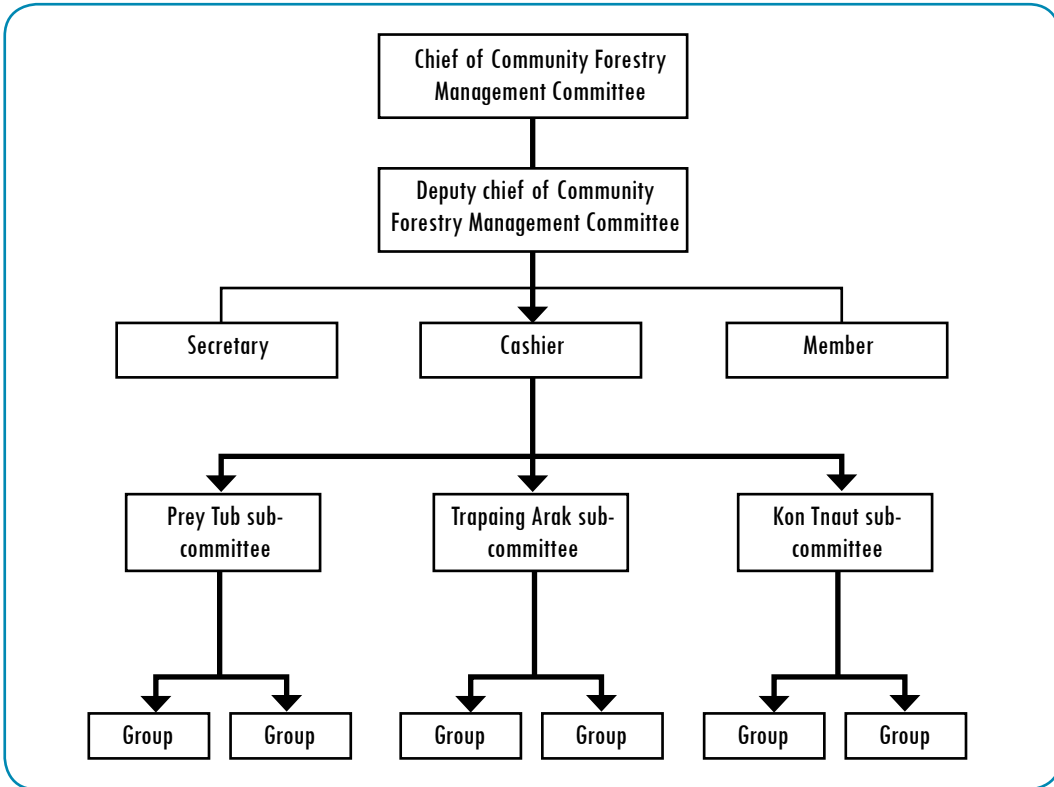 Chief of Community Forestry
Management Committee
Deputy chief of Community
Forestry Management Committee
Secretary
Cashier
Member
Prey Tub sub-
committee
Trapaing Arak sub-
committee
Kon Tnaut sub-
committee
Group
Group
Group
Group
Group
Group